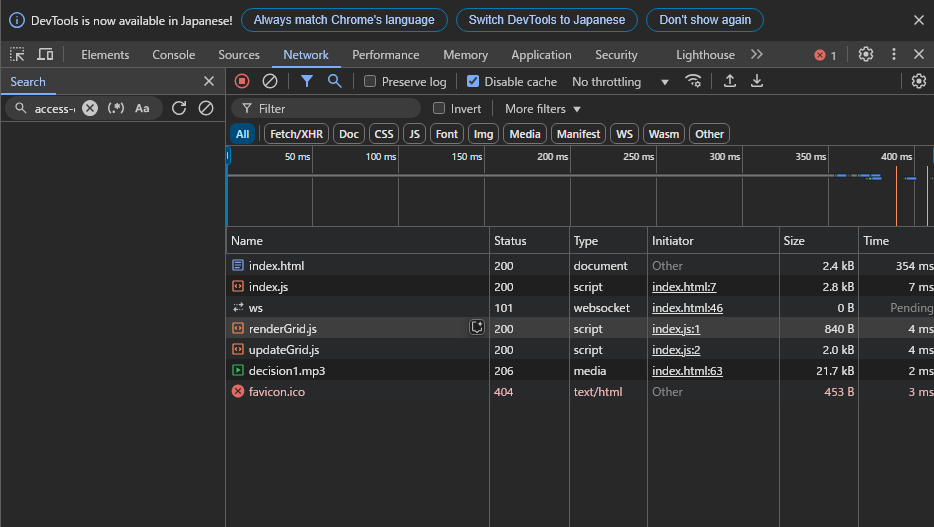 DevTools is now available in Japanese! Always match Chrome's language Switch DevTools to Japanese Don't show again
Elements Console Sources Network Performance Memory Application Security Lighthouse 1
Search
Preserve log Disable cache No throttling
access- Aa
Filter Invert More filters
All Fetch/XHR Doc CSS JS Font Img Media Manifest WS Wasm Other
50 ms 100 ms 150 ms 200 ms 250 ms 300 ms 350 ms 400 ms
Name Status Type Initiator Size Time
index.html 200 document Other 2.4 kB 354 ms
index.js 200 script index.html:7 2.8 kB 7 ms
ws 101 websocket index.html:46 0 B Pending
renderGrid.js 200 script index.js:1 840 B 4 ms
updateGrid.js 200 script index.js:2 2.0 kB 4 ms
decision1.mp3 206 media index.html:63 21.7 kB 2 ms
favicon.ico 404 text/html Other 453 B 3 ms